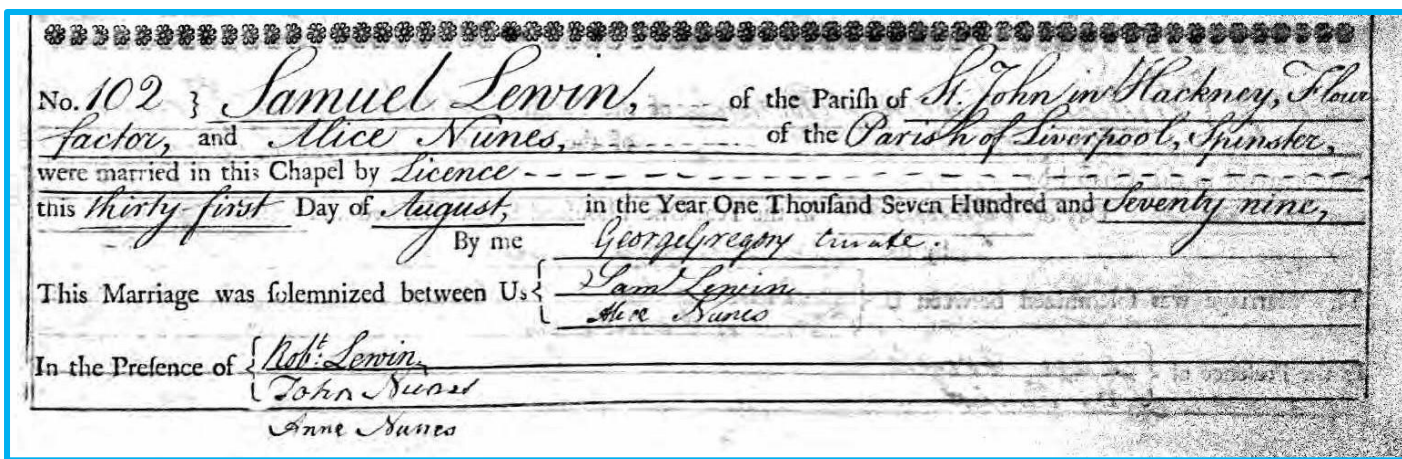 No. 102 } Samuel Lewin, of the Pariſh of St. John in Hackney, Flour
factor, and Alice Nunes, of the Parish of Liverpool, Spinster,
were married in this Chapel by Licence
this thirty first Day of August, in the Year One Thouſand Seven Hundred and Seventy nine,
By me George Gregory Curate.
This Marriage was ſolemnized between Us { Sam Lewin
Alice Nunes
In the Preſence of { Robt. Lewin,
John Nunes
Anne Nunes